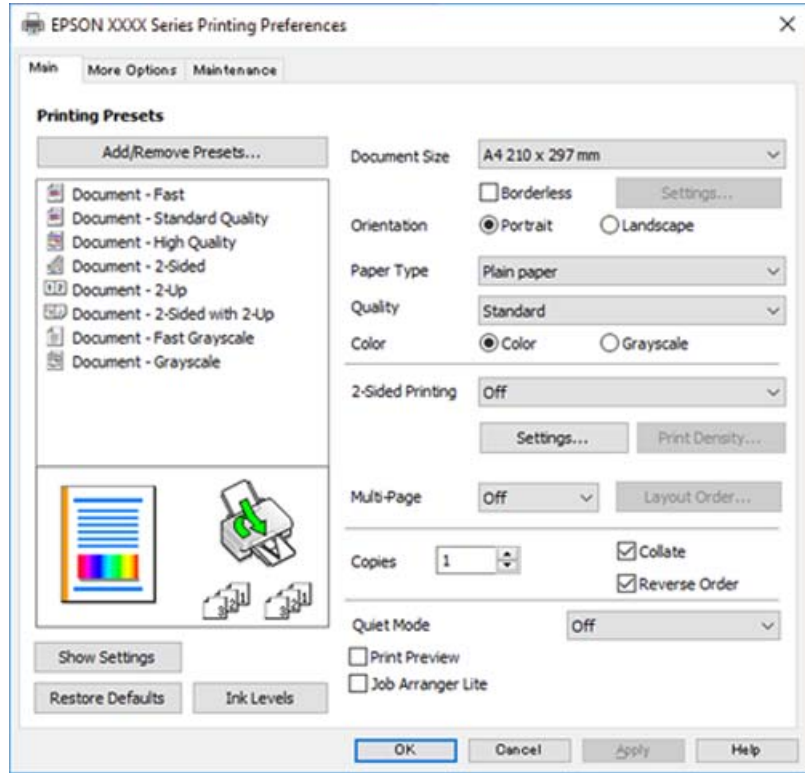 EPSON XXXX Series Printing Preferences
Main
More Options
Maintenance
Printing Presets
Add/Remove Presets...
Document - Fast
Document - Standard Quality
Document - High Quality
Document - 2-Sided
Document - 2-Up
Document - 2-Sided with 2-Up
Document - Fast Grayscale
Document - Grayscale
Show Settings
Restore Defaults
Ink Levels
Document Size
A4 210 x 297 mm
Borderless
Settings...
Orientation
Portrait
Landscape
Paper Type
Plain paper
Quality
Standard
Color
Color
Grayscale
2-Sided Printing
Off
Settings...
Print Density...
Multi-Page
Off
Layout Order...
Copies
1
Collate
Reverse Order
Quiet Mode
Off
Print Preview
Job Arranger Lite
OK
Cancel
Apply
Help